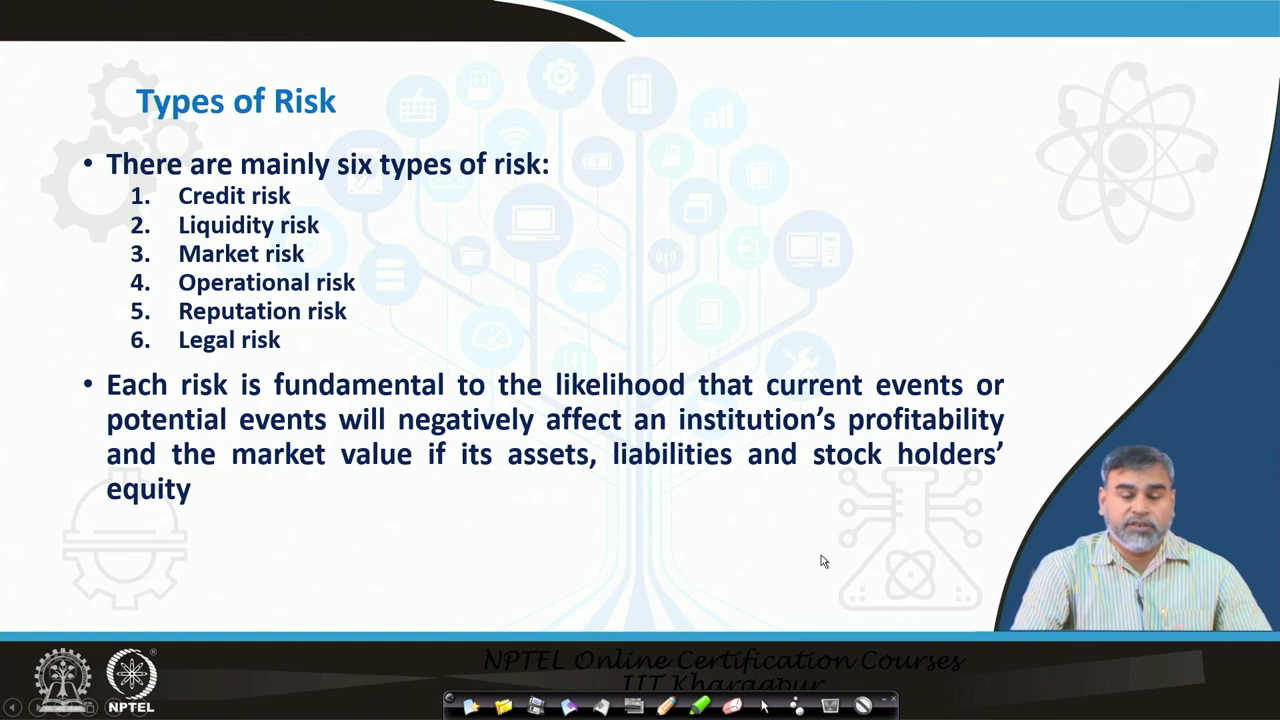 Types of Risk
• There are mainly six types of risk:
1. Credit risk
2. Liquidity risk
3. Market risk
4. Operational risk
5. Reputation risk
6. Legal risk
• Each risk is fundamental to the likelihood that current events or
potential events will negatively affect an institution's profitability
and the market value if its assets, liabilities and stock holders'
equity
NPTEL Online Certification Courses
IIT Kharagpur
NPTEL